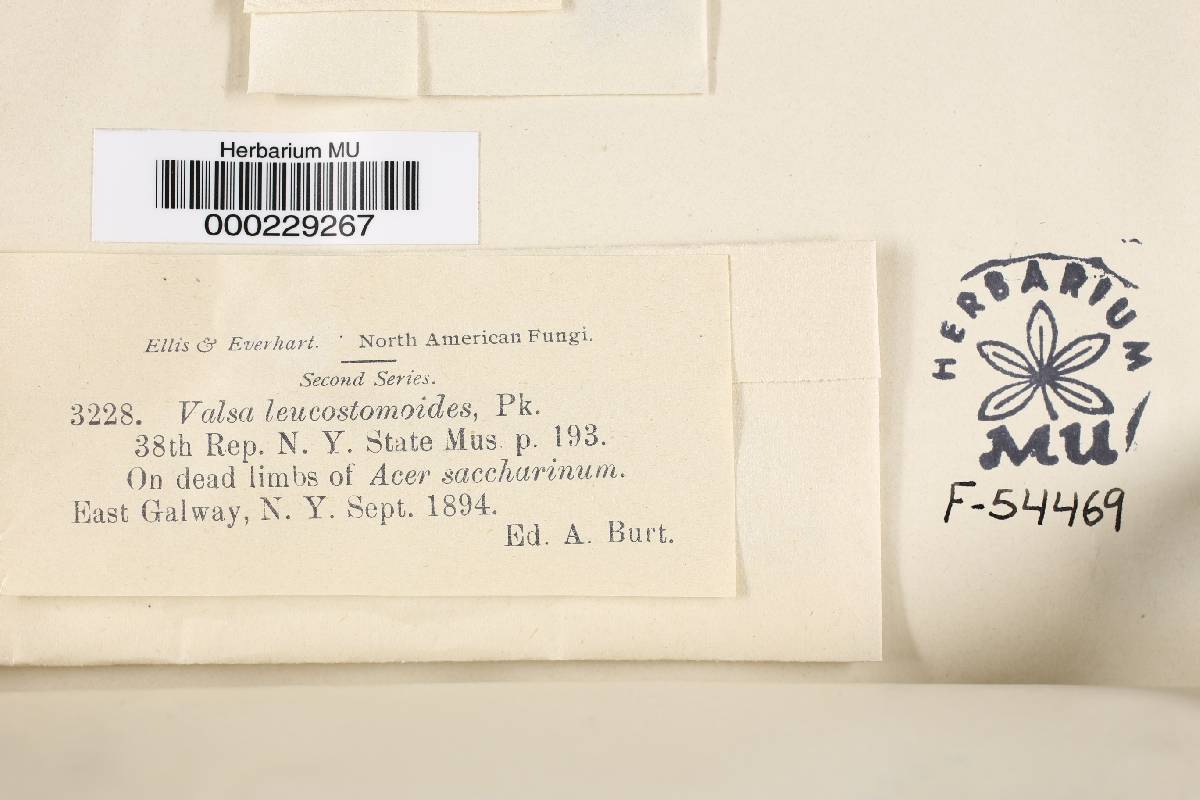 Herbarium MU
000229267
Ellis & Everhart. North American Fungi.
Second Series.
3228. Valsa leucostomoides, Pk.
38th Rep. N. Y. State Mus. p. 193.
On dead limbs of Acer saccharinum.
East Galway, N. Y. Sept. 1894.
Ed. A. Burt.
HERBARIUM
MU
F-54469